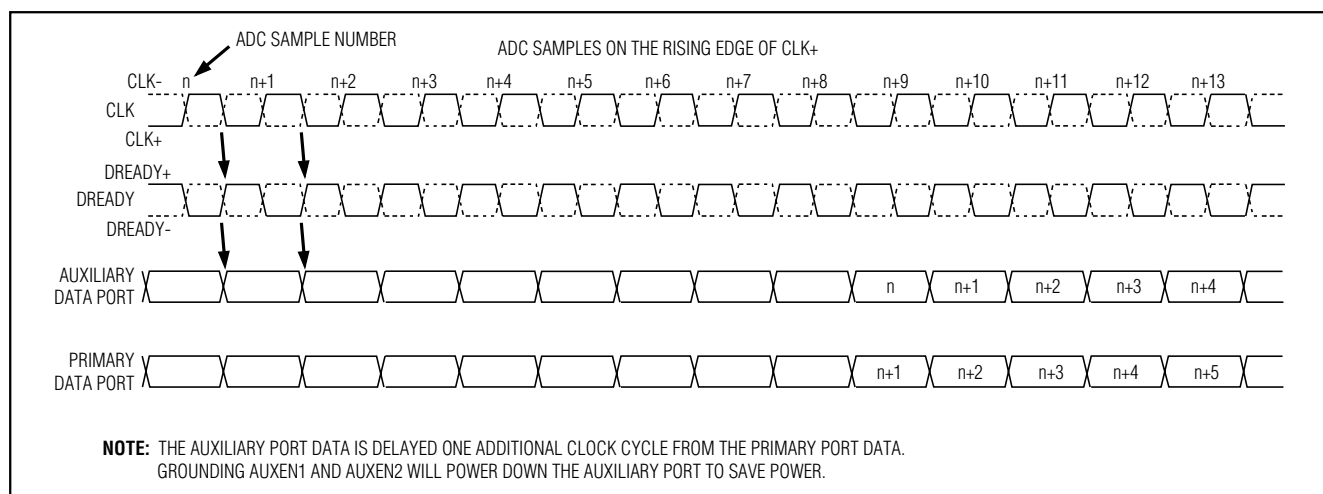 ADC SAMPLE NUMBER
ADC SAMPLES ON THE RISING EDGE OF CLK+
CLK- n n+1 n+2 n+3 n+4 n+5 n+6 n+7 n+8 n+9 n+10 n+11 n+12 n+13
CLK
CLK+
DREADY+
DREADY
DREADY-
AUXILIARY
DATA PORT
n n+1 n+2 n+3 n+4
PRIMARY
DATA PORT
n+1 n+2 n+3 n+4 n+5
NOTE: THE AUXILIARY PORT DATA IS DELAYED ONE ADDITIONAL CLOCK CYCLE FROM THE PRIMARY PORT DATA.
GROUNDING AUXEN1 AND AUXEN2 WILL POWER DOWN THE AUXILIARY PORT TO SAVE POWER.